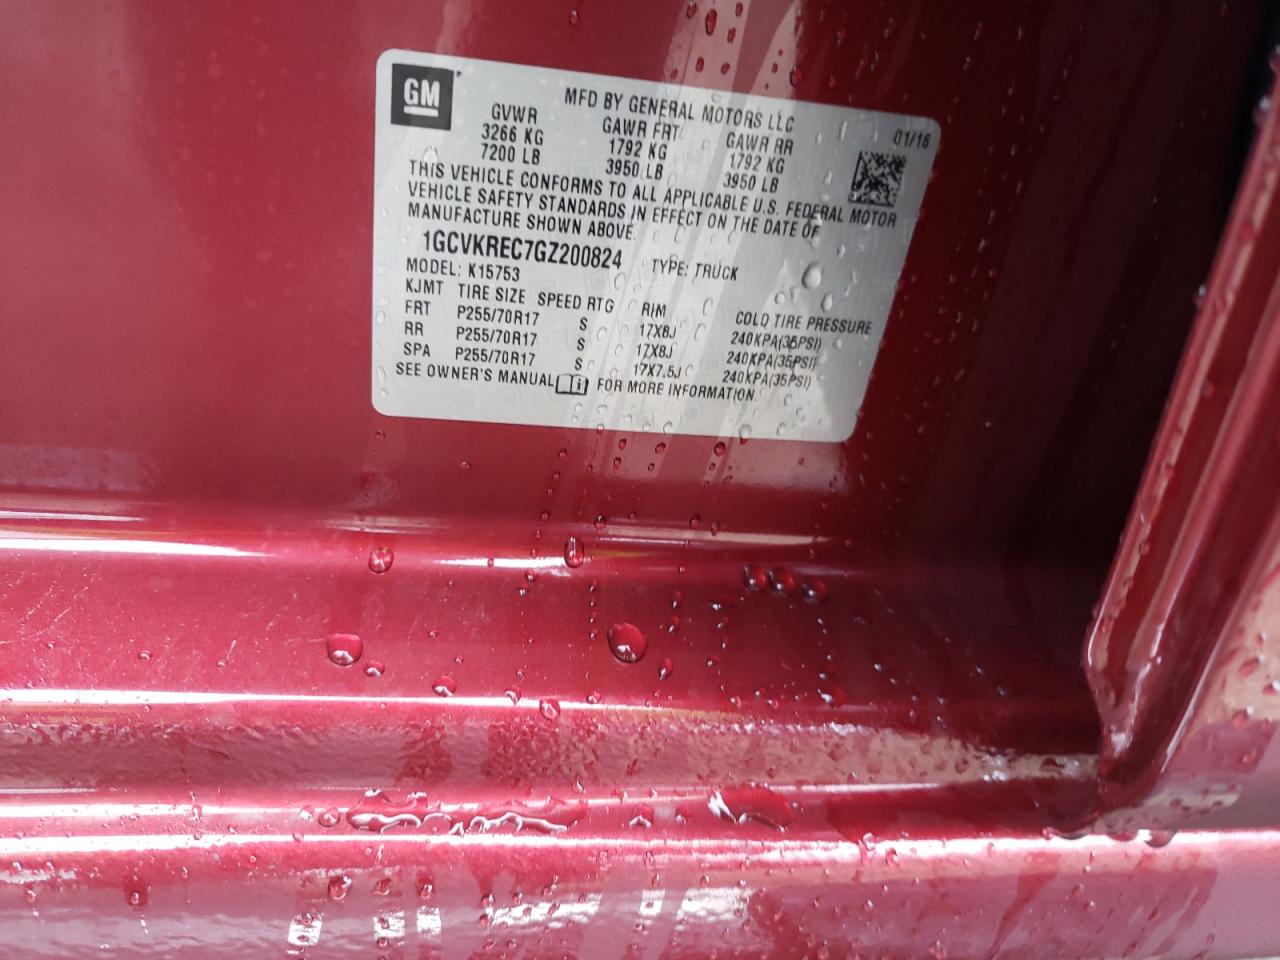 GM
MFD BY GENERAL MOTORS LLC
01/16
GVWR GAWR FRT GAWR RR
3266 KG 1792 KG 1792 KG
7200 LB 3950 LB 3950 LB
THIS VEHICLE CONFORMS TO ALL APPLICABLE U.S. FEDERAL MOTOR
VEHICLE SAFETY STANDARDS IN EFFECT ON THE DATE OF
MANUFACTURE SHOWN ABOVE.
1GCVKREC7GZ200824 TYPE: TRUCK
MODEL: K15753
KJMT TIRE SIZE SPEED RTG RIM COLD TIRE PRESSURE
FRT P255/70R17 S 17X8J 240KPA(35PSI)
RR P255/70R17 S 17X8J 240KPA(35PSI)
SPA P255/70R17 S 17X7.5J 240KPA(35PSI)
SEE OWNER'S MANUAL FOR MORE INFORMATION.